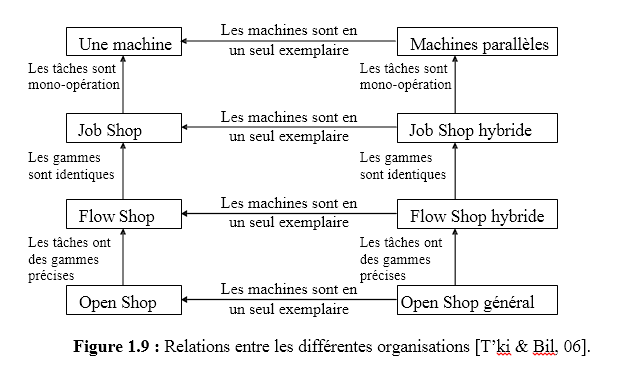 Une machine
Les machines sont en
un seul exemplaire
Machines parallèles
Les tâches sont
mono-opération
Les tâches sont
mono-opération
Job Shop
Les machines sont en
un seul exemplaire
Job Shop hybride
Les gammes
sont identiques
Les gammes
sont identiques
Flow Shop
Les machines sont en
un seul exemplaire
Flow Shop hybride
Les tâches ont
des gammes
précises
Les tâches ont
des gammes
précises
Open Shop
Les machines sont en
un seul exemplaire
Open Shop général
Figure 1.9 : Relations entre les différentes organisations [T’ki & Bil, 06].